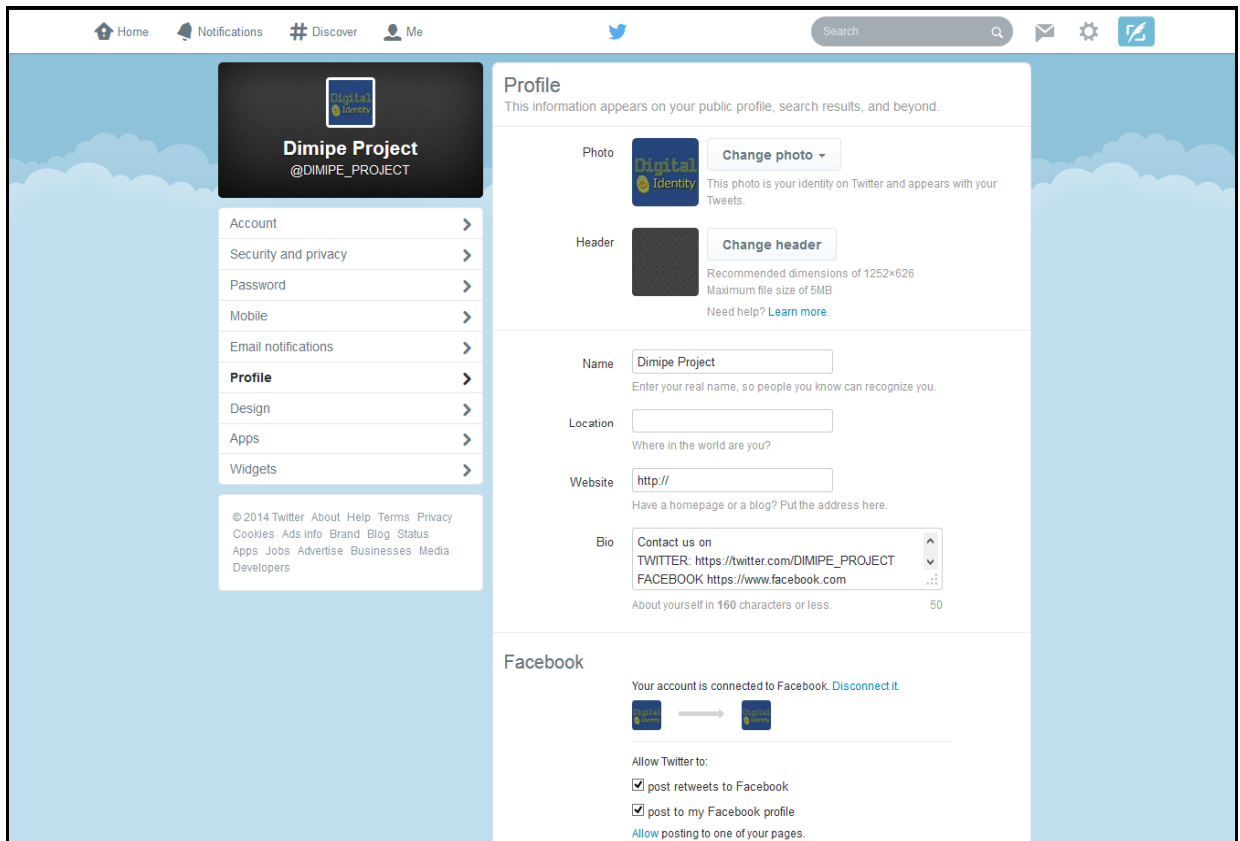 Home Notifications Discover Me Search
Digital
@ Identity
Dimipe Project
@DIMIPE_PROJECT
Account
Security and privacy
Password
Mobile
Email notifications
Profile
Design
Apps
Widgets
© 2014 Twitter About Help Terms Privacy
Cookies Ads info Brand Blog Status
Apps Jobs Advertise Businesses Media
Developers
Profile
This information appears on your public profile, search results, and beyond.
Photo
Digital
@ Identity
Change photo
This photo is your identity on Twitter and appears with your
Tweets.
Header
Change header
Recommended dimensions of 1252×626
Maximum file size of 5MB
Need help? Learn more.
Name Dimipe Project
Enter your real name, so people you know can recognize you.
Location
Where in the world are you?
Website http://
Have a homepage or a blog? Put the address here.
Bio Contact us on
TWITTER: https://twitter.com/DIMIPE_PROJECT
FACEBOOK https://www.facebook.com
About yourself in 160 characters or less. 50
Facebook
Your account is connected to Facebook. Disconnect it.
Digital Digital
@ Identity @ Identity
Allow Twitter to:
post retweets to Facebook
post to my Facebook profile
Allow posting to one of your pages.